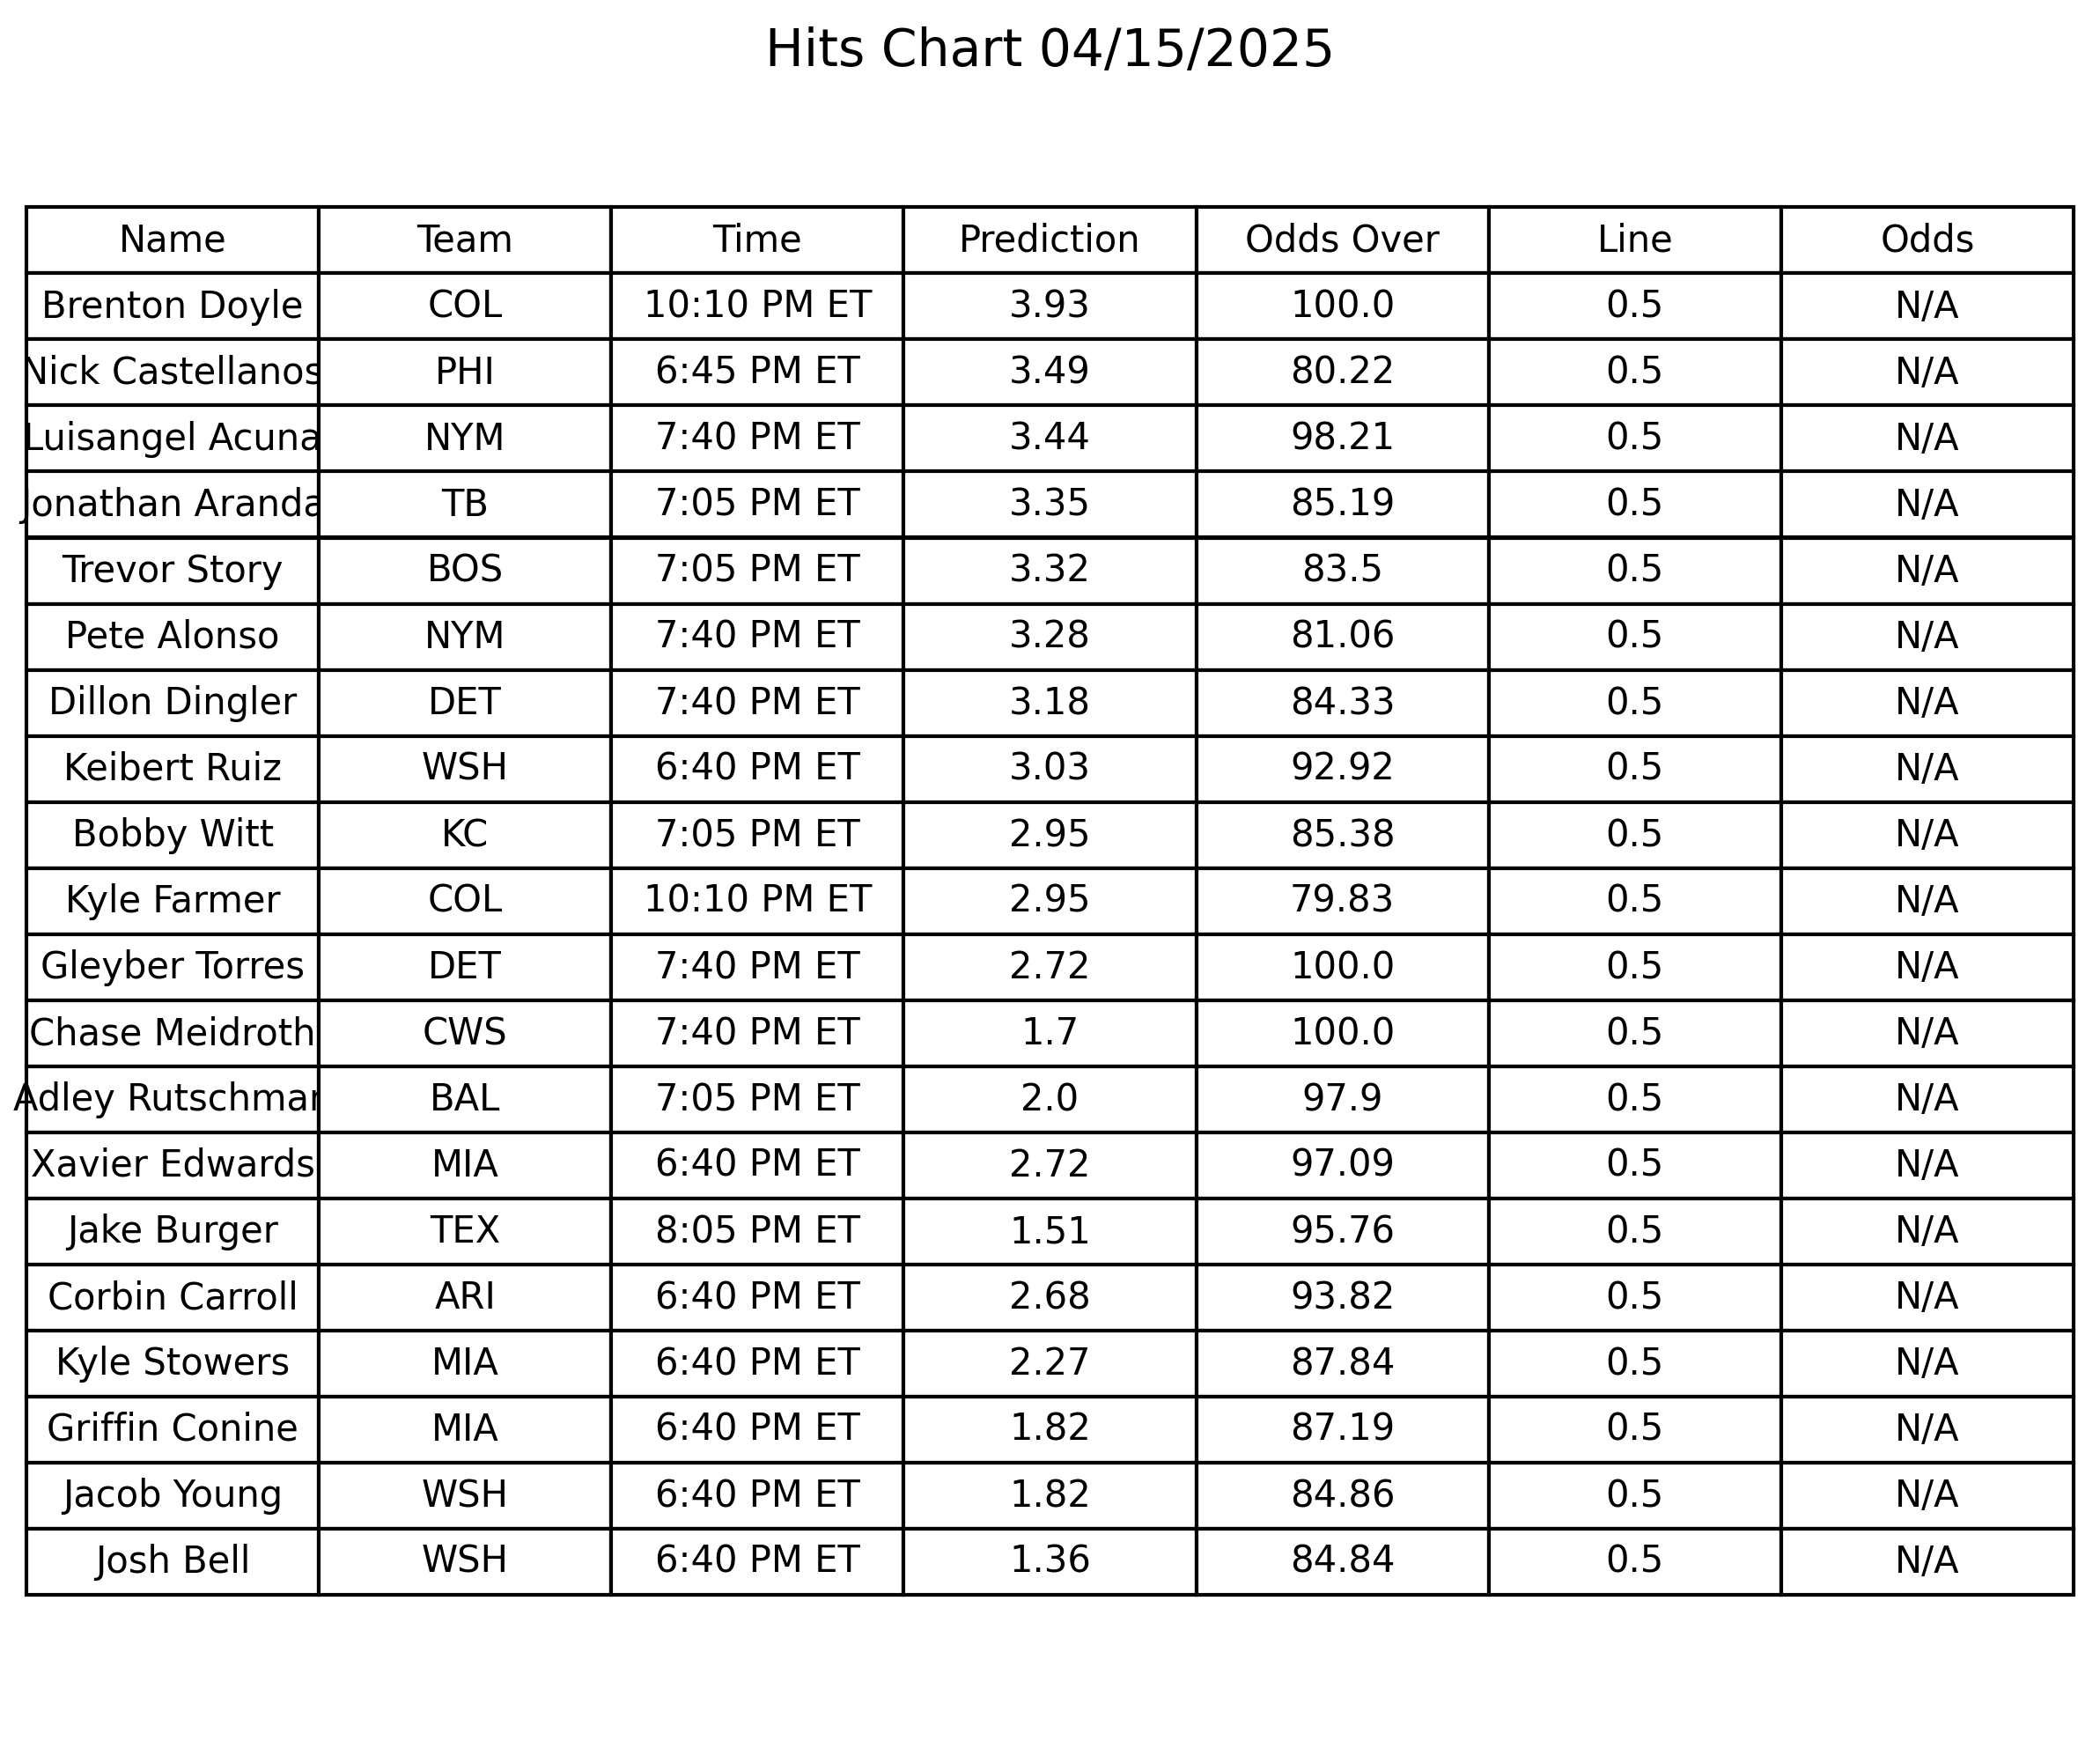 Hits Chart 04/15/2025
Name Team Time Prediction Odds Over Line Odds
Brenton Doyle COL 10:10 PM ET 3.93 100.0 0.5 N/A
Nick Castellanos PHI 6:45 PM ET 3.49 80.22 0.5 N/A
Luisangel Acuna NYM 7:40 PM ET 3.44 98.21 0.5 N/A
Jonathan Aranda TB 7:05 PM ET 3.35 85.19 0.5 N/A
Trevor Story BOS 7:05 PM ET 3.32 83.5 0.5 N/A
Pete Alonso NYM 7:40 PM ET 3.28 81.06 0.5 N/A
Dillon Dingler DET 7:40 PM ET 3.18 84.33 0.5 N/A
Keibert Ruiz WSH 6:40 PM ET 3.03 92.92 0.5 N/A
Bobby Witt KC 7:05 PM ET 2.95 85.38 0.5 N/A
Kyle Farmer COL 10:10 PM ET 2.95 79.83 0.5 N/A
Gleyber Torres DET 7:40 PM ET 2.72 100.0 0.5 N/A
Chase Meidroth CWS 7:40 PM ET 1.7 100.0 0.5 N/A
Adley Rutschman BAL 7:05 PM ET 2.0 97.9 0.5 N/A
Xavier Edwards MIA 6:40 PM ET 2.72 97.09 0.5 N/A
Jake Burger TEX 8:05 PM ET 1.51 95.76 0.5 N/A
Corbin Carroll ARI 6:40 PM ET 2.68 93.82 0.5 N/A
Kyle Stowers MIA 6:40 PM ET 2.27 87.84 0.5 N/A
Griffin Conine MIA 6:40 PM ET 1.82 87.19 0.5 N/A
Jacob Young WSH 6:40 PM ET 1.82 84.86 0.5 N/A
Josh Bell WSH 6:40 PM ET 1.36 84.84 0.5 N/A